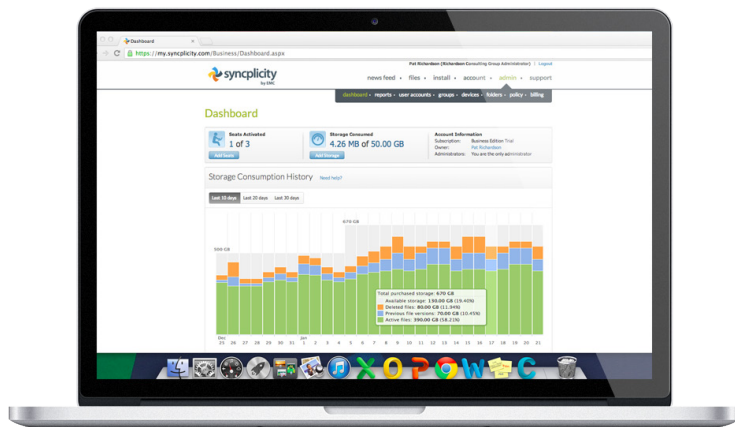 Dashboard
https://my.syncplicity.com/Business/Dashboard.aspx
Pat Richardson (Richardson Consulting Group Administrator) | Logout
syncplicity
by EMC
news feed • files • install • account • admin • support
dashboard • reports • user accounts • groups • devices • folders • policy • billing
Dashboard
Seats Activated
1 of 3
Add Seats
Storage Consumed
4.26 MB of 50.00 GB
Add Storage
Account Information
Subscription: Business Edition Trial
Owner: Pat Richardson
Administrators: You are the only administrator
Storage Consumption History Need help?
Last 10 days Last 20 days Last 30 days
670 GB
500 GB
Total purchased storage: 670 GB
Available storage: 130.00 GB (19.40%)
Deleted files: 80.00 GB (11.94%)
Previous file versions: 70.00 GB (10.45%)
Active files: 390.00 GB (58.21%)
Dec Jan
25 26 27 28 29 30 31 1 2 3 4 5 6 7 8 9 10 11 12 13 14 15 16 17 18 19 20 21
X O P W C